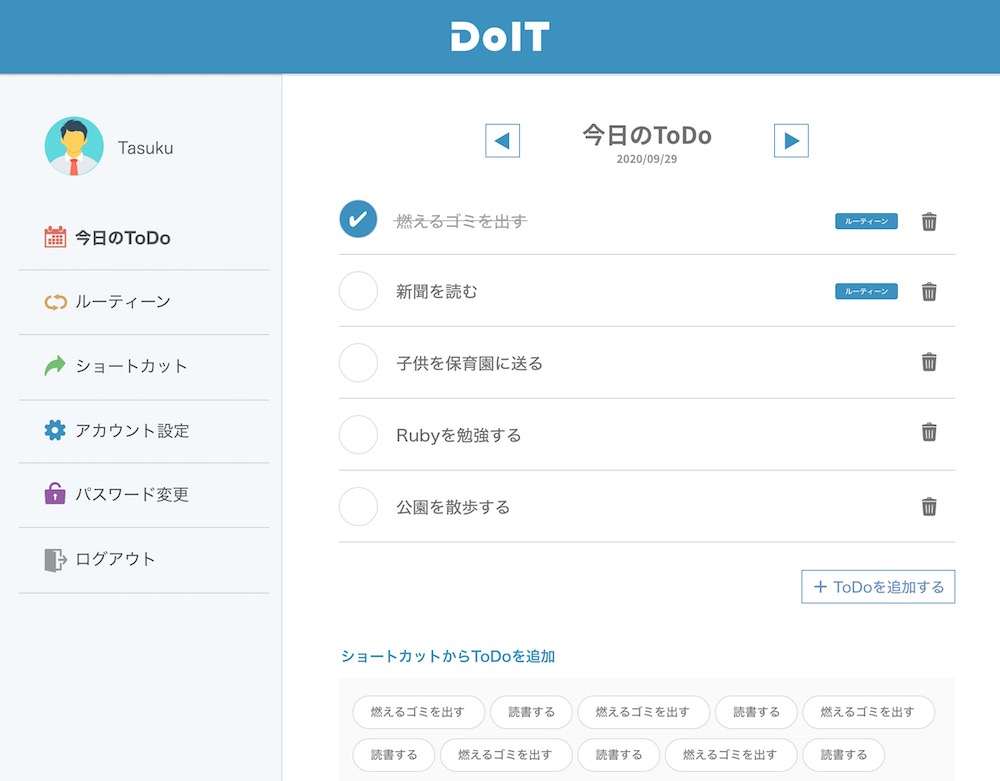 DoIT
Tasuku
今日のToDo
ルーティーン
ショートカット
アカウント設定
パスワード変更
ログアウト
今日のToDo
2020/09/29
燃えるゴミを出す ルーティーン
新聞を読む ルーティーン
子供を保育園に送る
Rubyを勉強する
公園を散歩する
+ ToDoを追加する
ショートカットからToDoを追加
燃えるゴミを出す 読書する 燃えるゴミを出す 読書する 燃えるゴミを出す
読書する 燃えるゴミを出す 読書する 燃えるゴミを出す 読書する